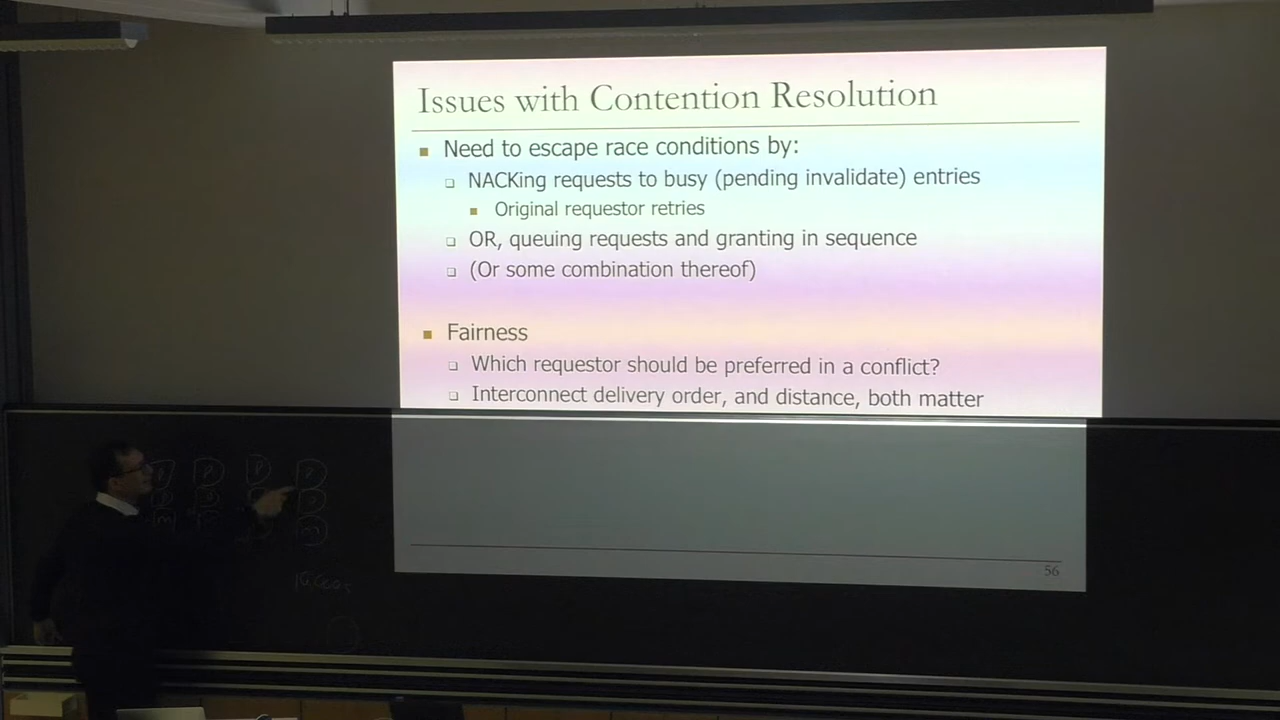 Issues with Contention Resolution
Need to escape race conditions by:
NACKing requests to busy (pending invalidate) entries
Original requestor retries
OR, queuing requests and granting in sequence
(Or some combination thereof)
Fairness
Which requestor should be preferred in a conflict?
Interconnect delivery order, and distance, both matter
56
P
P
P
P
M